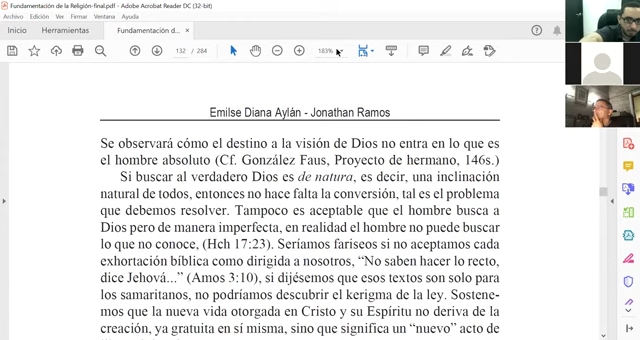 Fundamentación de la Religión-final.pdf - Adobe Acrobat Reader DC (32-bit)
Archivo Edición Ver Firmar Ventana Ayuda
Inicio Herramientas Fundamentación d... ×
132 / 284 183%
Emilse Diana Aylán - Jonathan Ramos
Se observará cómo el destino a la visión de Dios no entra en lo que es
el hombre absoluto (Cf. González Faus, Proyecto de hermano, 146s.)
Si buscar al verdadero Dios es de natura, es decir, una inclinación
natural de todos, entonces no hace falta la conversión, tal es el problema
que debemos resolver. Tampoco es aceptable que el hombre busca a
Dios pero de manera imperfecta, en realidad el hombre no puede buscar
lo que no conoce, (Hch 17:23). Seríamos fariseos si no aceptamos cada
exhortación bíblica como dirigida a nosotros, “No saben hacer lo recto,
dice Jehová...” (Amos 3:10), si dijésemos que esos textos son solo para
los samaritanos, no podríamos descubrir el kerigma de la ley. Sostene-
mos que la nueva vida otorgada en Cristo y su Espíritu no deriva de la
creación, ya gratuita en sí misma, sino que significa un “nuevo” acto de